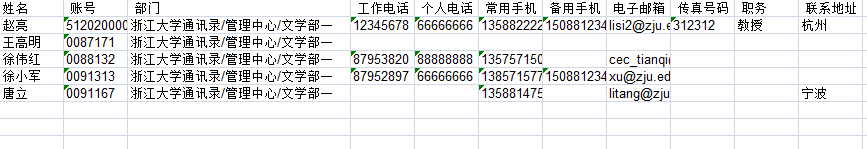 姓名 账号 部门 工作电话 个人电话 常用手机 备用手机 电子邮箱 传真号码 职务 联系地址
赵亮 512020000 浙江大学通讯录/管理中心/文学部一 12345678 66666666 135882222 150881234 lisi2@zju 312312 教授 杭州
王高明 0087171 浙江大学通讯录/管理中心/文学部一
徐伟红 0088132 浙江大学通讯录/管理中心/文学部一 87953820 88888888 135757150 cec_tianqi
徐小军 0091313 浙江大学通讯录/管理中心/文学部一 87952897 66666666 138571577 150881234 xu@zju.ed
唐立 0091167 浙江大学通讯录/管理中心/文学部一 135881475 litang@zju 宁波